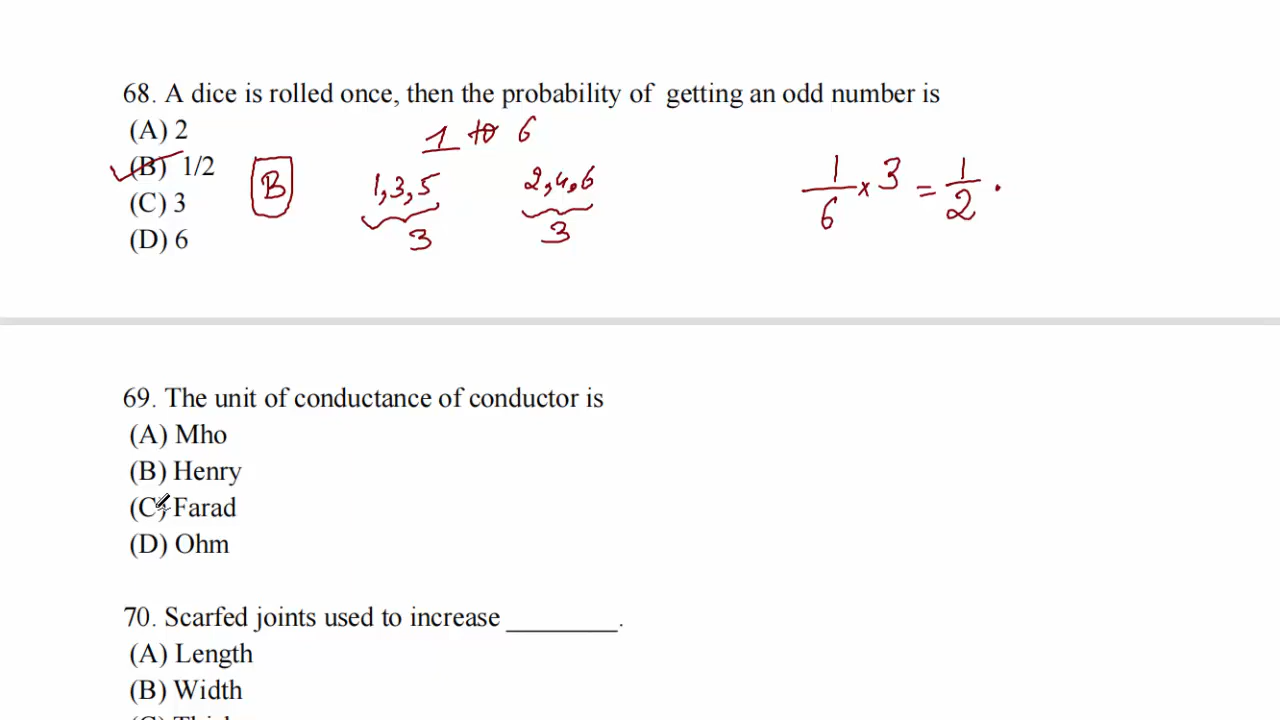 68. A dice is rolled once, then the probability of getting an odd number is
(A) 2
1 to 6
(B) 1/2
B
1,3,5
2,4,6
1/6 × 3 = 1/2 .
(C) 3
3
3
(D) 6
69. The unit of conductance of conductor is
(A) Mho
(B) Henry
(C) Farad
(D) Ohm
70. Scarfed joints used to increase ________.
(A) Length
(B) Width